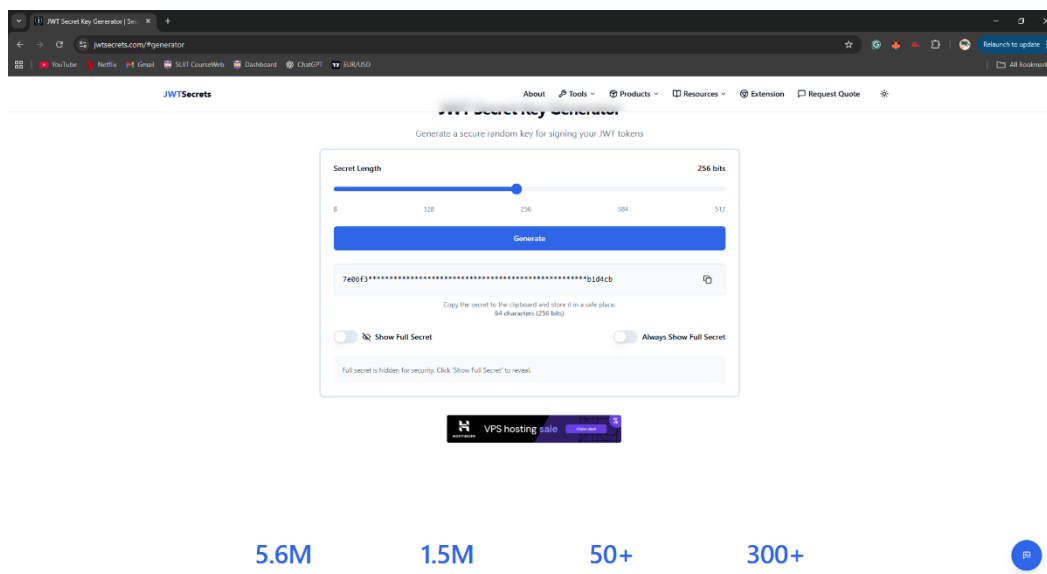 JWT Secret Key Generator | Sec
jwtsecrets.com/#generator
Relaunch to update
YouTube Netflix Gmail SLIIT CourseWeb Dashboard ChatGPT EUR/USD
All Bookmark
JWTSecrets About Tools Products Resources Extension Request Quote
JWT Secret Key Generator
Generate a secure random key for signing your JWT tokens
Secret Length 256 bits
8 128 256 384 512
Generate
Copy the secret to the clipboard and store it in a safe place.
64 characters (256 bits)
Show Full Secret Always Show Full Secret
Full secret is hidden for security. Click 'Show Full Secret' to reveal.
HOSTINGER VPS hosting sale %
5.6M 1.5M 50+ 300+